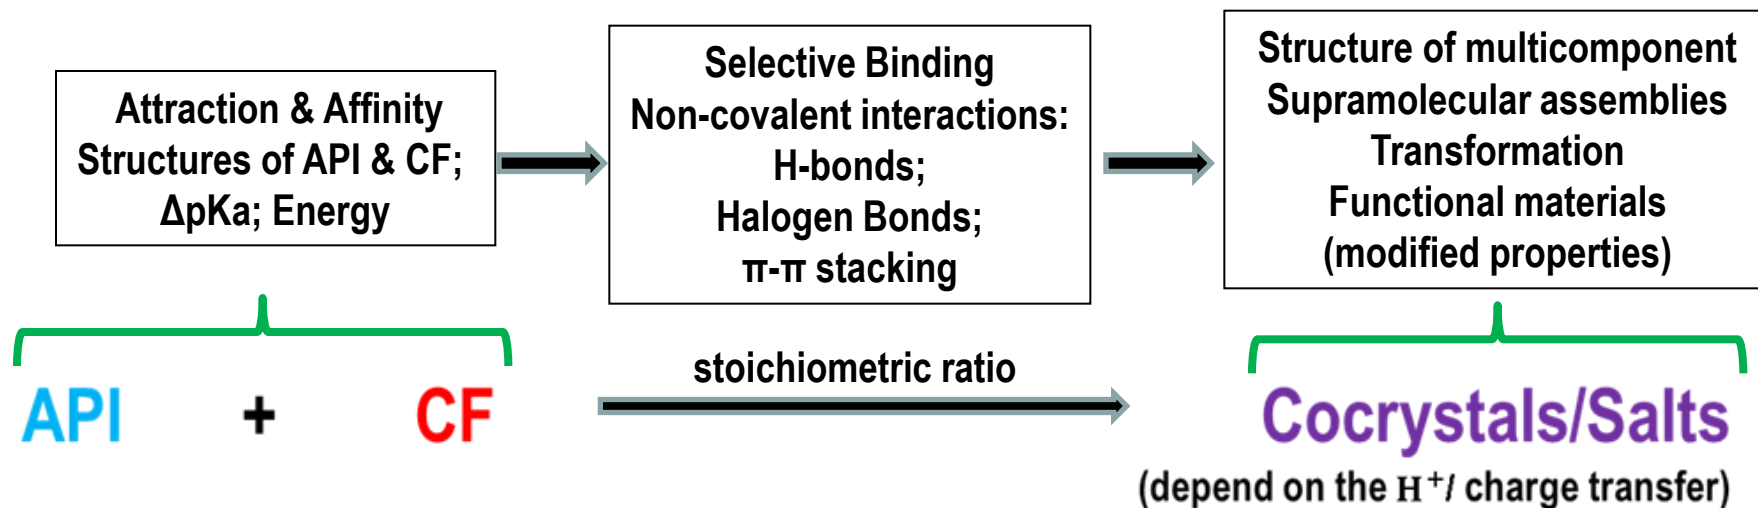 Attraction & Affinity
Structures of API & CF;
ΔpKa; Energy
Selective Binding
Non-covalent interactions:
H-bonds;
Halogen Bonds;
π-π stacking
Structure of multicomponent
Supramolecular assemblies
Transformation
Functional materials
(modified properties)
API + CF
stoichiometric ratio
Cocrystals/Salts
(depend on the H⁺/ charge transfer)